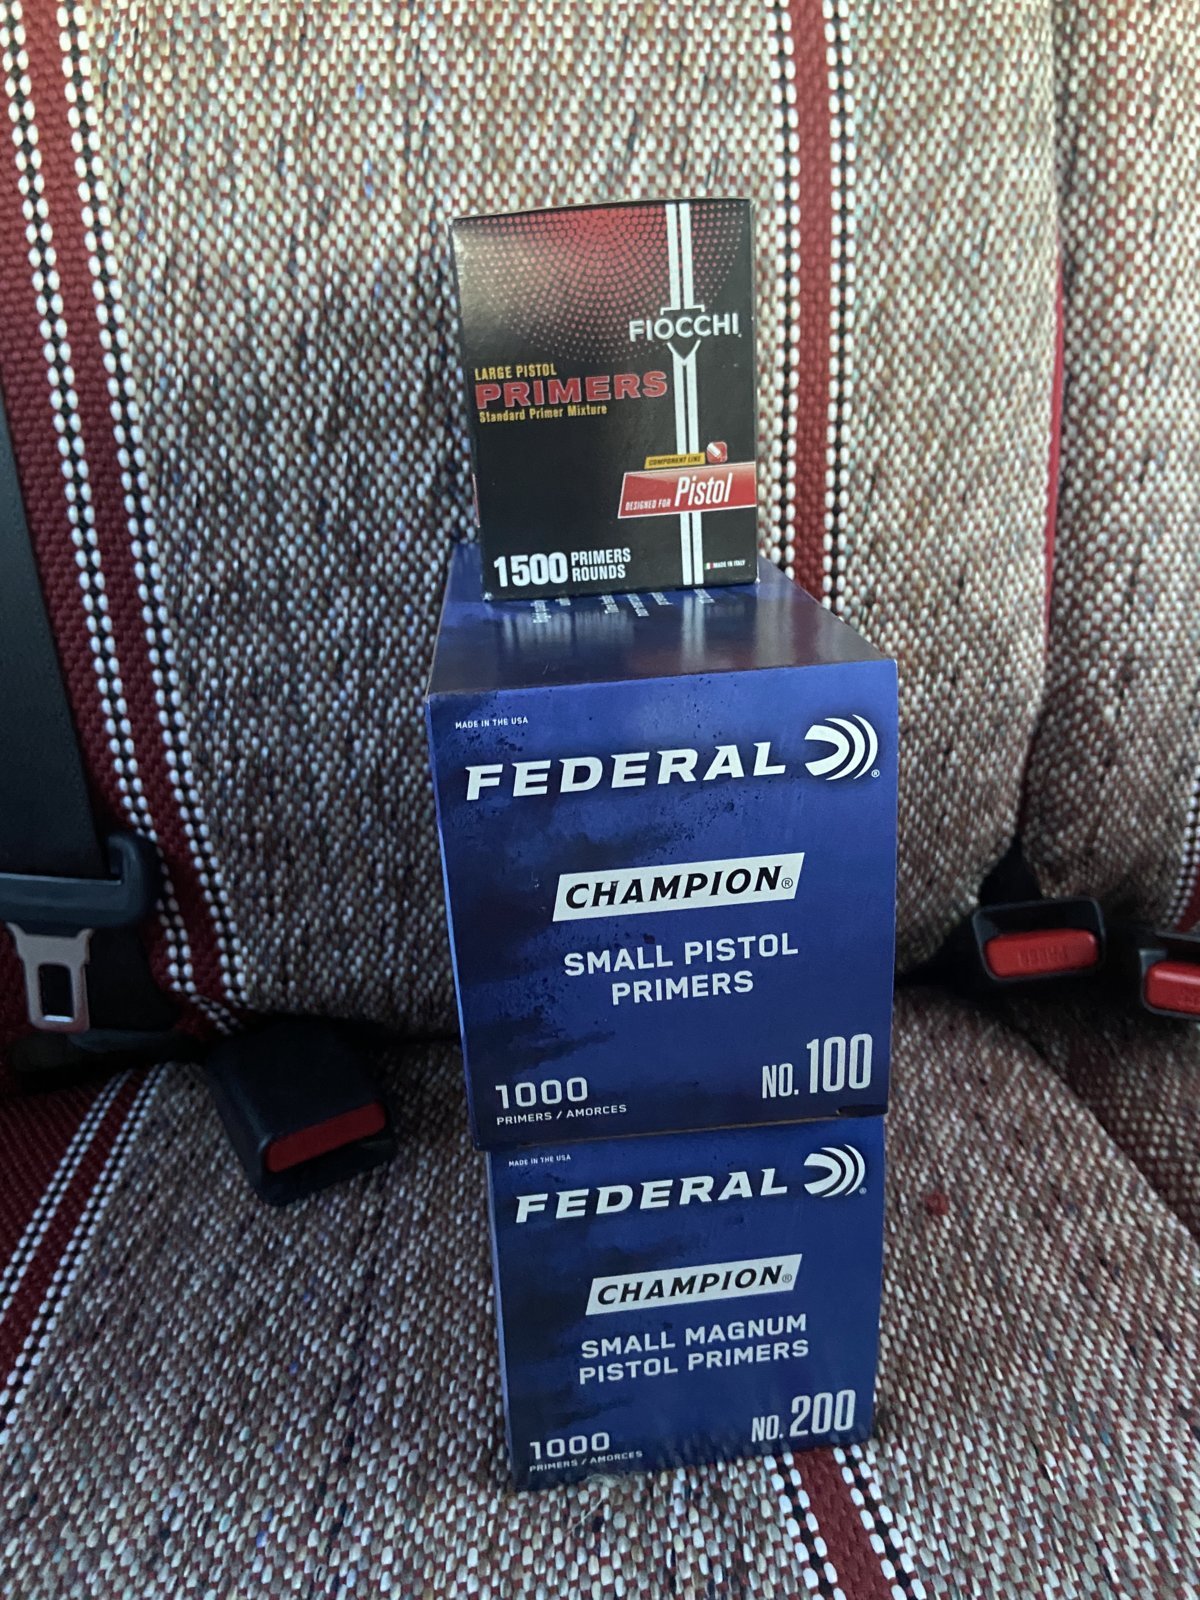 FIOCCHI
LARGE PISTOL
PRIMERS
Standard Primer Mixture
COMPONENT LINE
DESIGNED FOR Pistol
1500 PRIMERS
ROUNDS
MADE IN ITALY
MADE IN THE USA
FEDERAL®
CHAMPION®
SMALL PISTOL
PRIMERS
1000
PRIMERS / AMORCES
NO. 100
MADE IN THE USA
FEDERAL®
CHAMPION®
SMALL MAGNUM
PISTOL PRIMERS
1000
PRIMERS / AMORCES
NO. 200